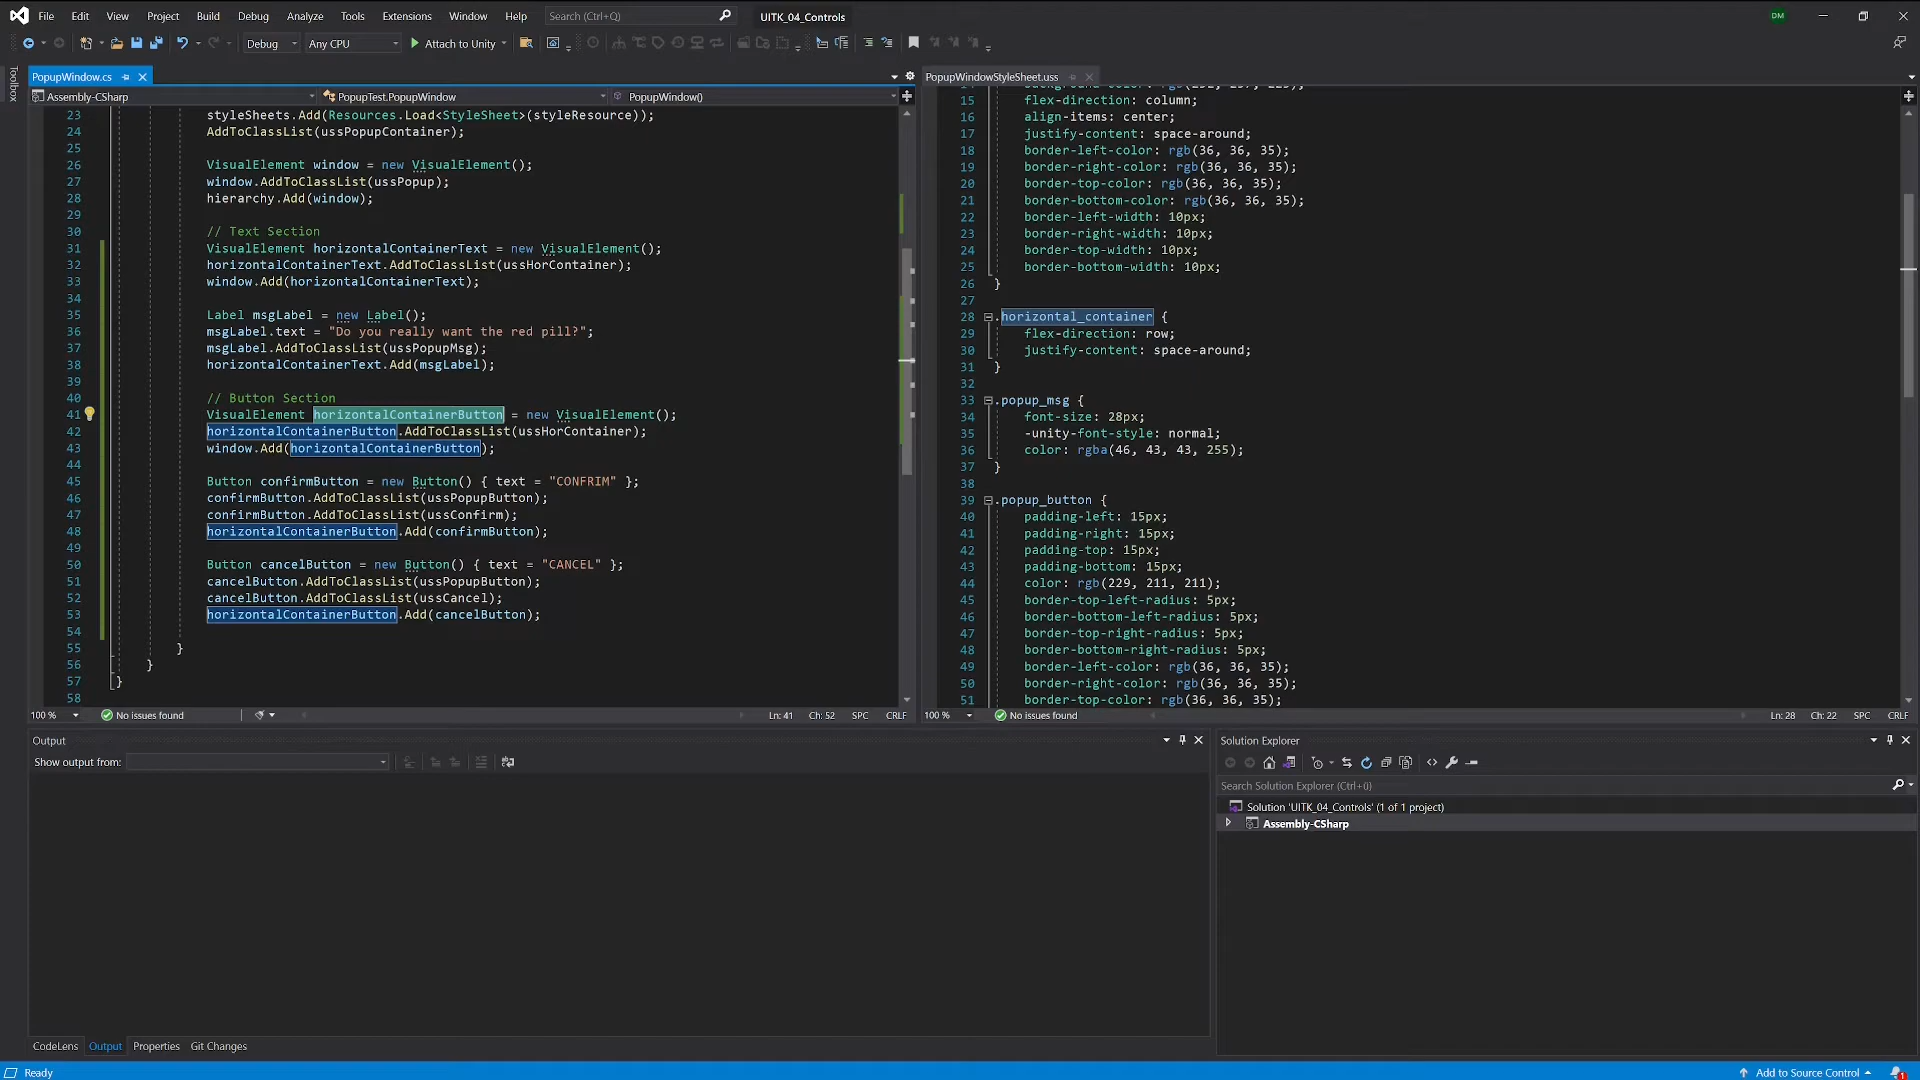 File Edit View Project Build Debug Analyze Tools Extensions Window Help Search (Ctrl+Q) UITK_04_Controls DM
Debug Any CPU Attach to Unity
Toolbox
PopupWindow.cs
Assembly-CSharp PopupTest.PopupWindow PopupWindow()
23 styleSheets.Add(Resources.Load<StyleSheet>(styleResource));
24 AddToClassList(ussPopupContainer);
25
26 VisualElement window = new VisualElement();
27 window.AddToClassList(ussPopup);
28 hierarchy.Add(window);
29
30 // Text Section
31 VisualElement horizontalContainerText = new VisualElement();
32 horizontalContainerText.AddToClassList(ussHorContainer);
33 window.Add(horizontalContainerText);
34
35 Label msgLabel = new Label();
36 msgLabel.text = "Do you really want the red pill?";
37 msgLabel.AddToClassList(ussPopupMsg);
38 horizontalContainerText.Add(msgLabel);
39
40 // Button Section
41 VisualElement horizontalContainerButton = new VisualElement();
42 horizontalContainerButton.AddToClassList(ussHorContainer);
43 window.Add(horizontalContainerButton);
44
45 Button confirmButton = new Button() { text = "CONFRIM" };
46 confirmButton.AddToClassList(ussPopupButton);
47 confirmButton.AddToClassList(ussConfirm);
48 horizontalContainerButton.Add(confirmButton);
49
50 Button cancelButton = new Button() { text = "CANCEL" };
51 cancelButton.AddToClassList(ussPopupButton);
52 cancelButton.AddToClassList(ussCancel);
53 horizontalContainerButton.Add(cancelButton);
54
55 }
56 }
57 }
58
100 % No issues found Ln: 41 Ch: 52 SPC CRLF
PopupWindowStyleSheet.uss
15 flex-direction: column;
16 align-items: center;
17 justify-content: space-around;
18 border-left-color: rgb(36, 36, 35);
19 border-right-color: rgb(36, 36, 35);
20 border-top-color: rgb(36, 36, 35);
21 border-bottom-color: rgb(36, 36, 35);
22 border-left-width: 10px;
23 border-right-width: 10px;
24 border-top-width: 10px;
25 border-bottom-width: 10px;
26 }
27
28 .horizontal_container {
29 flex-direction: row;
30 justify-content: space-around;
31 }
32
33 .popup_msg {
34 font-size: 28px;
35 -unity-font-style: normal;
36 color: rgba(46, 43, 43, 255);
37 }
38
39 .popup_button {
40 padding-left: 15px;
41 padding-right: 15px;
42 padding-top: 15px;
43 padding-bottom: 15px;
44 color: rgb(229, 211, 211);
45 border-top-left-radius: 5px;
46 border-bottom-left-radius: 5px;
47 border-top-right-radius: 5px;
48 border-bottom-right-radius: 5px;
49 border-left-color: rgb(36, 36, 35);
50 border-right-color: rgb(36, 36, 35);
51 border-top-color: rgb(36, 36, 35);
100 % No issues found Ln: 28 Ch: 22 SPC CRLF
Output
Show output from:
Solution Explorer
Search Solution Explorer (Ctrl+ü)
Solution 'UITK_04_Controls' (1 of 1 project)
Assembly-CSharp
CodeLens Output Properties Git Changes
Ready Add to Source Control 1